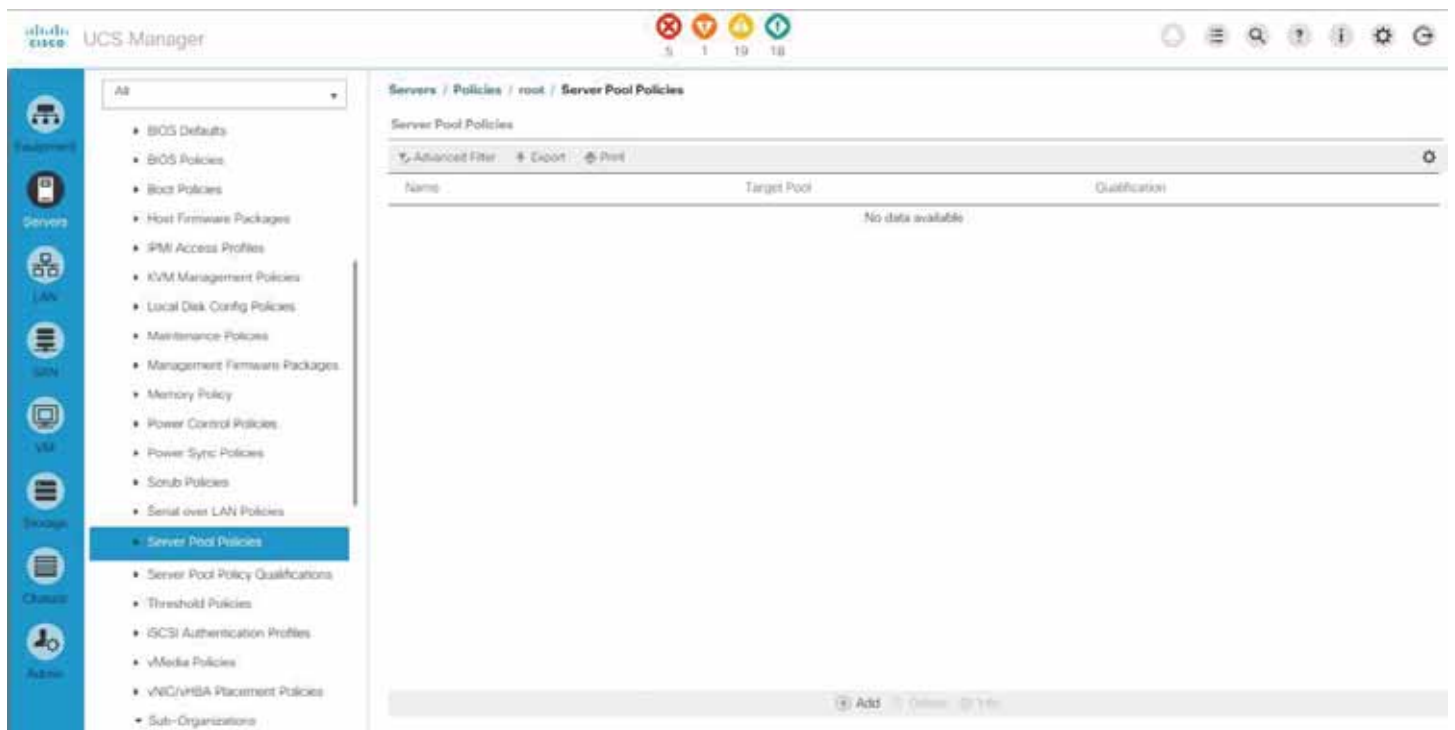 CISCO UCS Manager
5 1 19 18
Equipment
Servers
LAN
SAN
VM
Storage
Chassis
Admin
All
BIOS Defaults
BIOS Policies
Boot Policies
Host Firmware Packages
IPMI Access Profiles
KVM Management Policies
Local Disk Config Policies
Maintenance Policies
Management Firmware Packages
Memory Policy
Power Control Policies
Power Sync Policies
Scrub Policies
Serial over LAN Policies
Server Pool Policies
Server Pool Policy Qualifications
Threshold Policies
iSCSI Authentication Profiles
vMedia Policies
vNIC/vHBA Placement Policies
Sub-Organizations
Servers / Policies / root / Server Pool Policies
Server Pool Policies
Advanced Filter Export Print
Name Target Pool Qualification
No data available
Add Delete Info